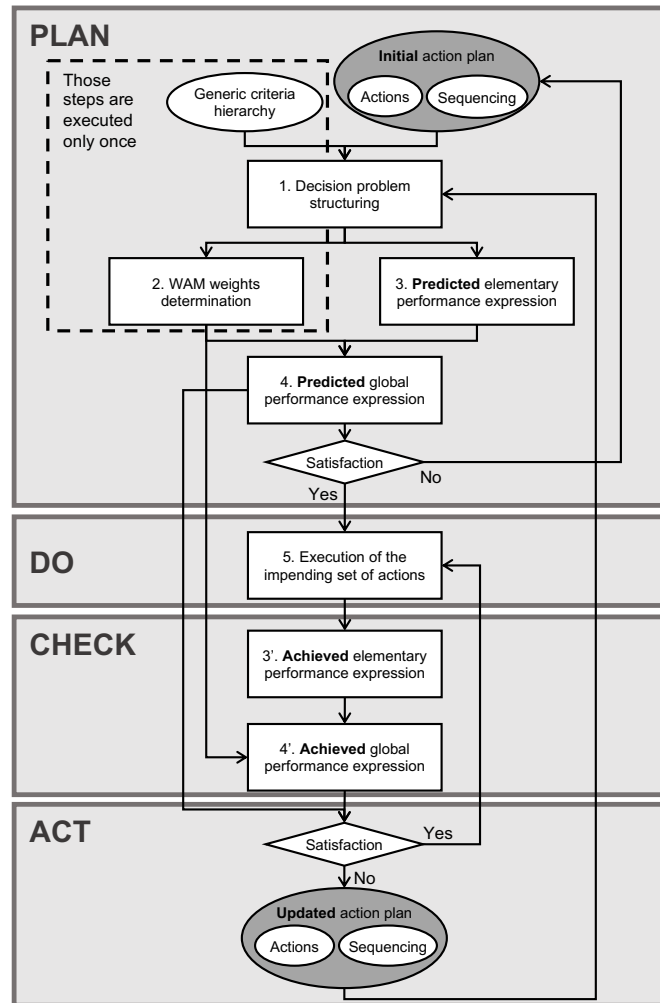 PLAN
Those
steps are
executed
only once
Generic criteria
hierarchy
Initial action plan
Actions
Sequencing
1. Decision problem
structuring
2. WAM weights
determination
3. Predicted elementary
performance expression
4. Predicted global
performance expression
Satisfaction
No
Yes
DO
5. Execution of the
impending set of actions
CHECK
3'. Achieved elementary
performance expression
4'. Achieved global
performance expression
ACT
Satisfaction
Yes
No
Updated action plan
Actions
Sequencing